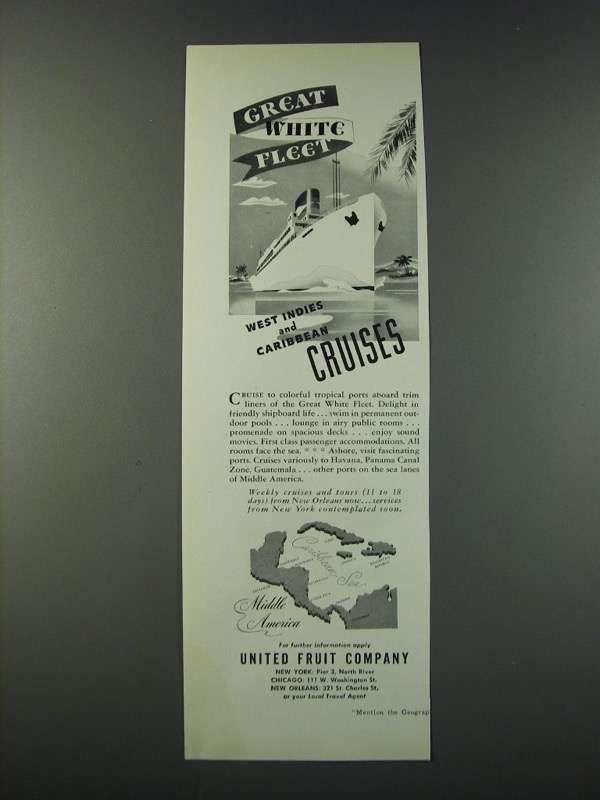 GREAT
WHITE
FLEET
WEST INDIES
and
CARIBBEAN
CRUISES
CRUISE to colorful tropical ports aboard trim
liners of the Great White Fleet. Delight in
friendly shipboard life ... swim in permanent out-
door pools ... lounge in airy public rooms ...
promenade on spacious decks ... enjoy sound
movies. First class passenger accommodations. All
rooms face the sea. * * * Ashore, visit fascinating
ports. Cruises variously to Havana, Panama Canal
Zone, Guatemala ... other ports on the sea lanes
of Middle America.
Weekly cruises and tours (11 to 18
days) from New Orleans now...services
from New York contemplated soon.
Caribbean Sea
Middle
America
For further information apply
UNITED FRUIT COMPANY
NEW YORK: Pier 3, North River
CHICAGO: 111 W. Washington St.
NEW ORLEANS: 321 St. Charles St.
or your Local Travel Agent
"Mention the Geograp